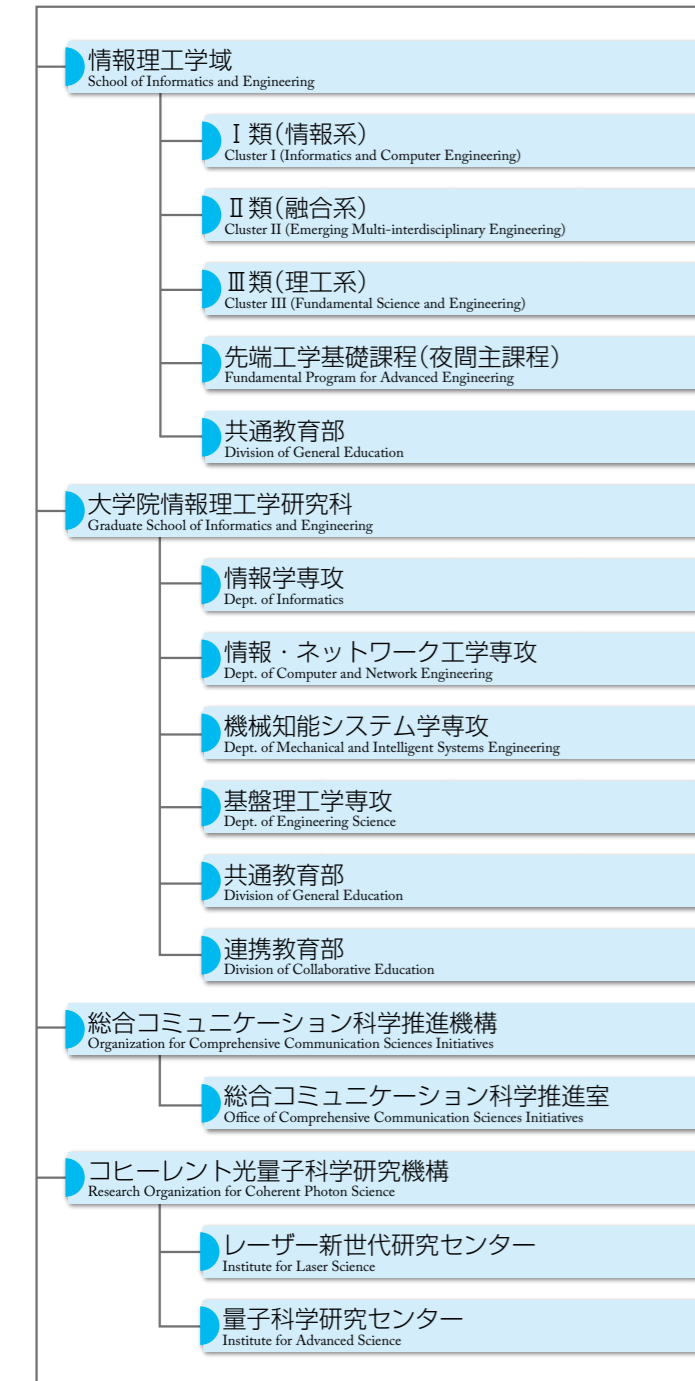 情報理工学域
School of Informatics and Engineering
Ⅰ類(情報系)
Cluster I (Informatics and Computer Engineering)
Ⅱ類(融合系)
Cluster II (Emerging Multi-interdisciplinary Engineering)
Ⅲ類(理工系)
Cluster III (Fundamental Science and Engineering)
先端工学基礎課程(夜間主課程)
Fundamental Program for Advanced Engineering
共通教育部
Division of General Education
大学院情報理工学研究科
Graduate School of Informatics and Engineering
情報学専攻
Dept. of Informatics
情報・ネットワーク工学専攻
Dept. of Computer and Network Engineering
機械知能システム学専攻
Dept. of Mechanical and Intelligent Systems Engineering
基盤理工学専攻
Dept. of Engineering Science
共通教育部
Division of General Education
連携教育部
Division of Collaborative Education
総合コミュニケーション科学推進機構
Organization for Comprehensive Communication Sciences Initiatives
総合コミュニケーション科学推進室
Office of Comprehensive Communication Sciences Initiatives
コヒーレント光量子科学研究機構
Research Organization for Coherent Photon Science
レーザー新世代研究センター
Institute for Laser Science
量子科学研究センター
Institute for Advanced Science